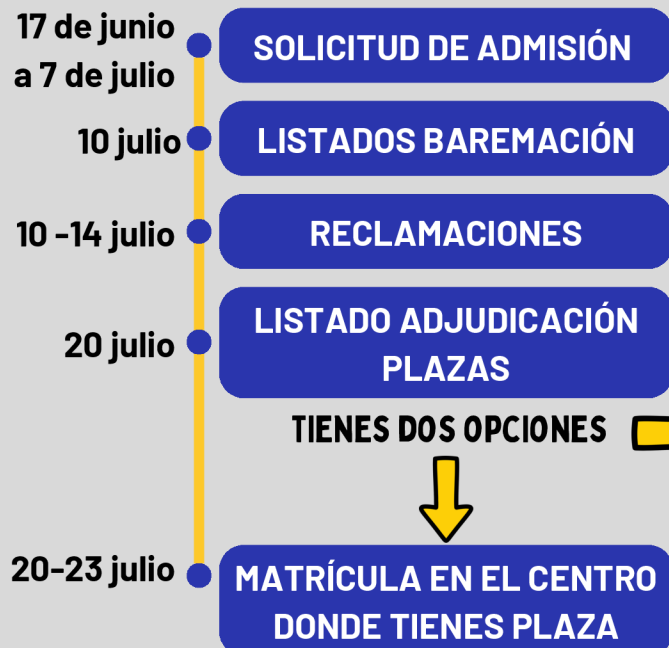 17 de junio
a 7 de julio
SOLICITUD DE ADMISIÓN
10 julio
LISTADOS BAREMACIÓN
10 -14 julio
RECLAMACIONES
20 julio
LISTADO ADJUDICACIÓN
PLAZAS
TIENES DOS OPCIONES
20-23 julio
MATRÍCULA EN EL CENTRO
DONDE TIENES PLAZA